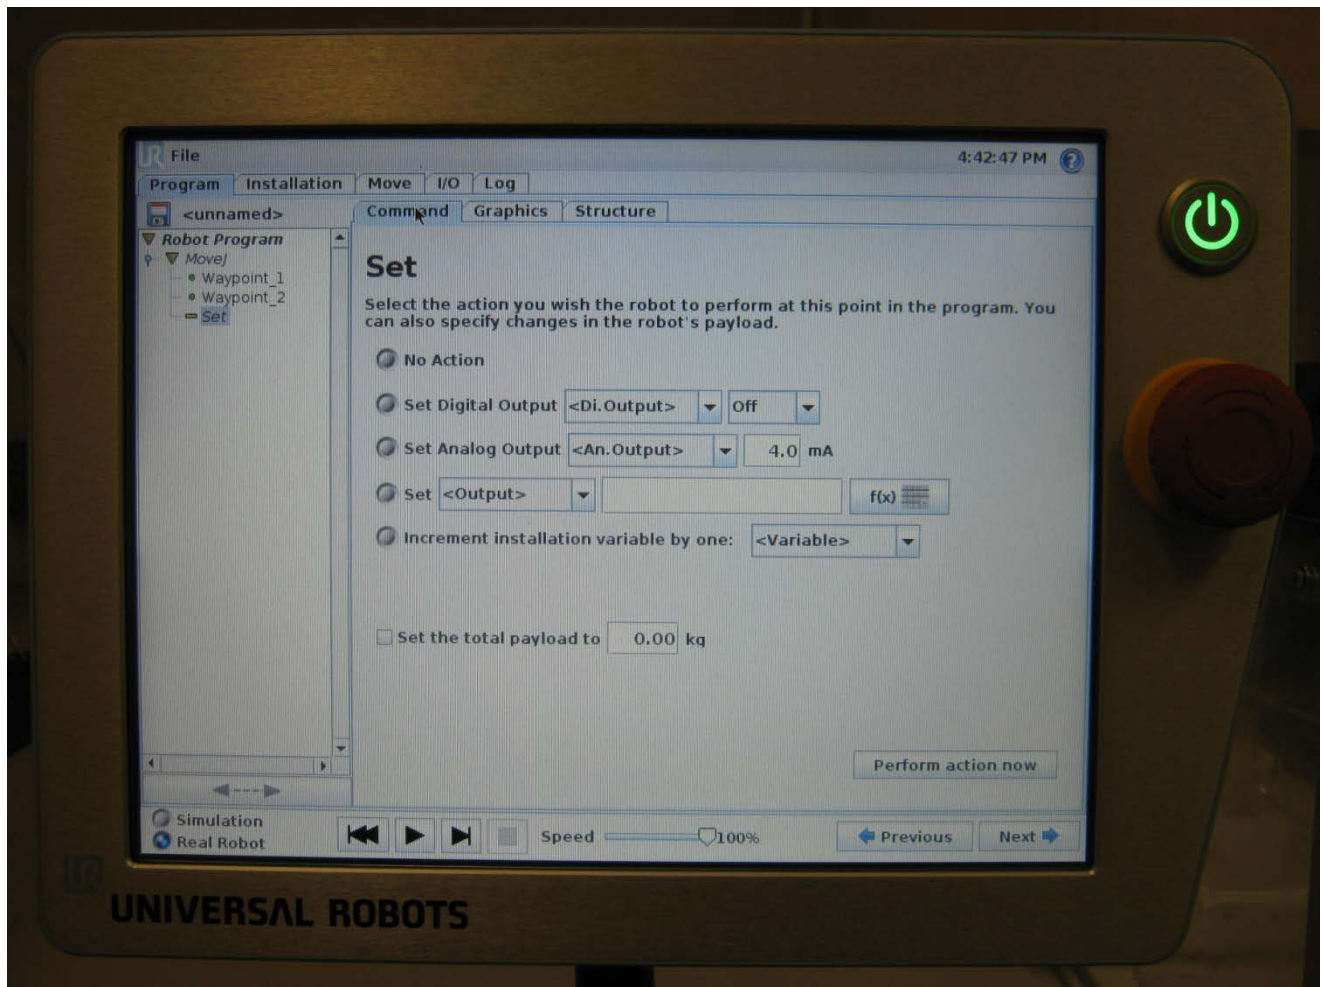 UR File 4:42:47 PM ?
Program Installation Move I/O Log
<unnamed> Command Graphics Structure
Robot Program
MoveJ
Waypoint_1
Waypoint_2
Set
Set
Select the action you wish the robot to perform at this point in the program. You
can also specify changes in the robot's payload.
No Action
Set Digital Output <Di.Output> Off
Set Analog Output <An.Output> 4.0 mA
Set <Output> f(x)
Increment installation variable by one: <Variable>
Set the total payload to 0.00 kg
Perform action now
Simulation
Real Robot
Speed 100% Previous Next
UR
UNIVERSAL ROBOTS